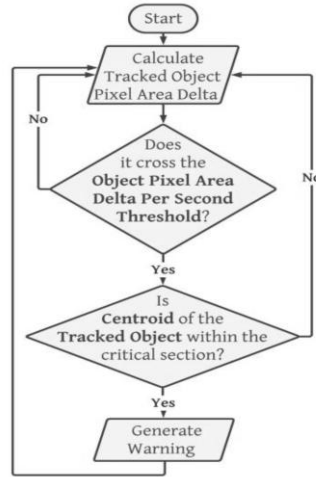 Start
Calculate
Tracked Object
Pixel Area Delta
No
Does
it cross the
Object Pixel Area
Delta Per Second
Threshold?
No
Yes
Is
Centroid of the
Tracked Object within the
critical section?
Yes
Generate
Warning